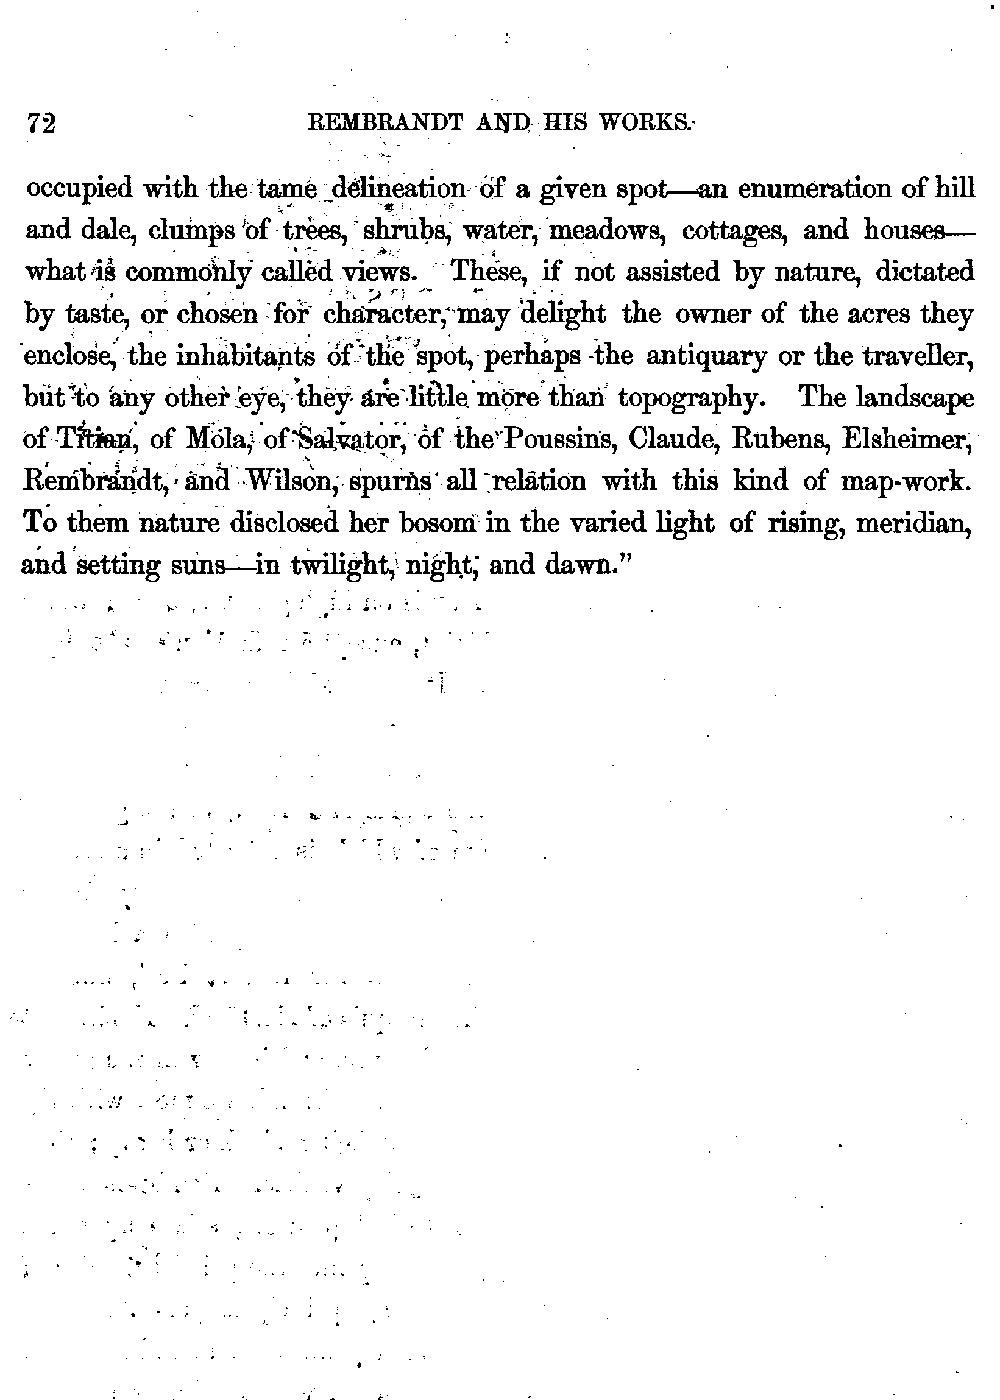 72 REMBRANDT AND HIS WORKS.
occupied with the tame delineation of a given spot—an enumeration of hill
and dale, clumps of trees, shrubs, water, meadows, cottages, and houses—
what is commonly called views. These, if not assisted by nature, dictated
by taste, or chosen for character, may delight the owner of the acres they
enclose, the inhabitants of the spot, perhaps the antiquary or the traveller,
but to any other eye, they are little more than topography. The landscape
of Titian, of Mola, of Salvator, of the Poussins, Claude, Rubens, Elsheimer,
Rembrandt, and Wilson, spurns all relation with this kind of map-work.
To them nature disclosed her bosom in the varied light of rising, meridian,
and setting suns—in twilight, night, and dawn.”